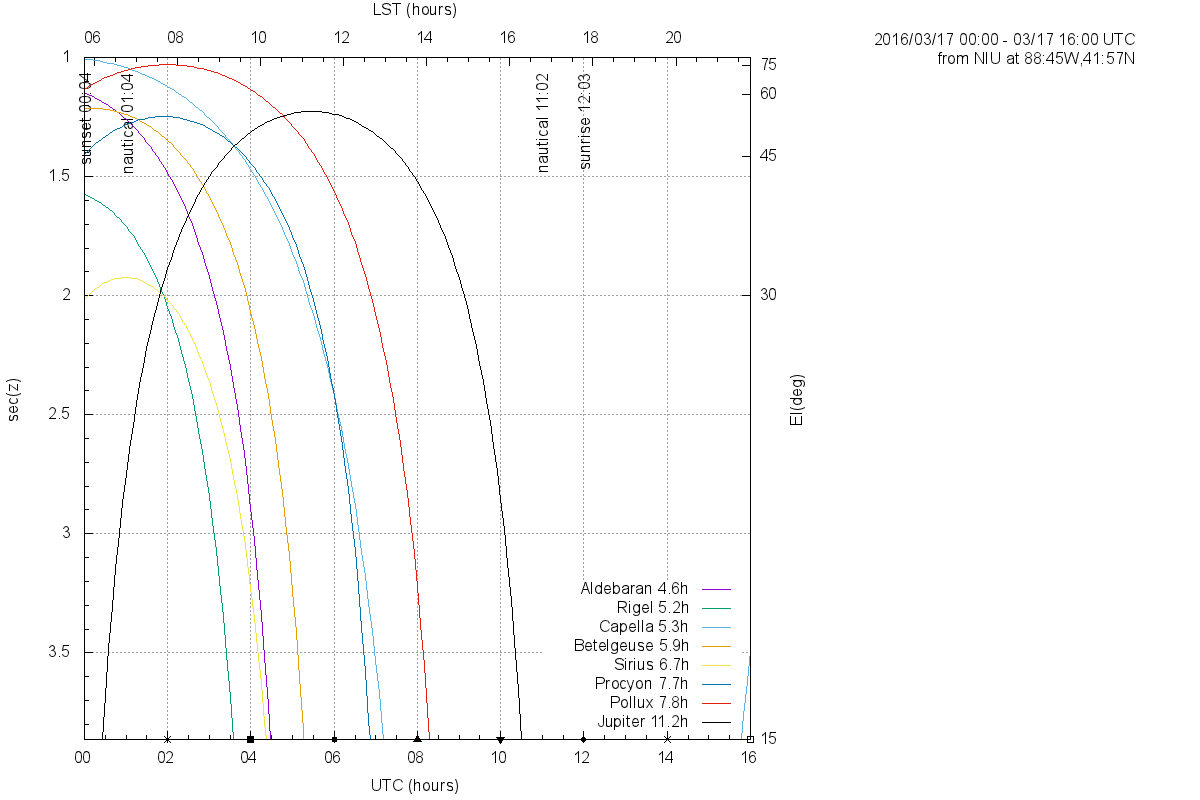 LST (hours)
06 08 10 12 14 16 18 20
2016/03/17 00:00 - 03/17 16:00 UTC
from NIU at 88:45W,41:57N
1
1.5
2
2.5
3
3.5
sec(z)
75
60
45
30
15
El(deg)
sunset 00:04
nautical 01:04
nautical 11:02
sunrise 12:03
Aldebaran 4.6h
Rigel 5.2h
Capella 5.3h
Betelgeuse 5.9h
Sirius 6.7h
Procyon 7.7h
Pollux 7.8h
Jupiter 11.2h
00 02 04 06 08 10 12 14 16
UTC (hours)